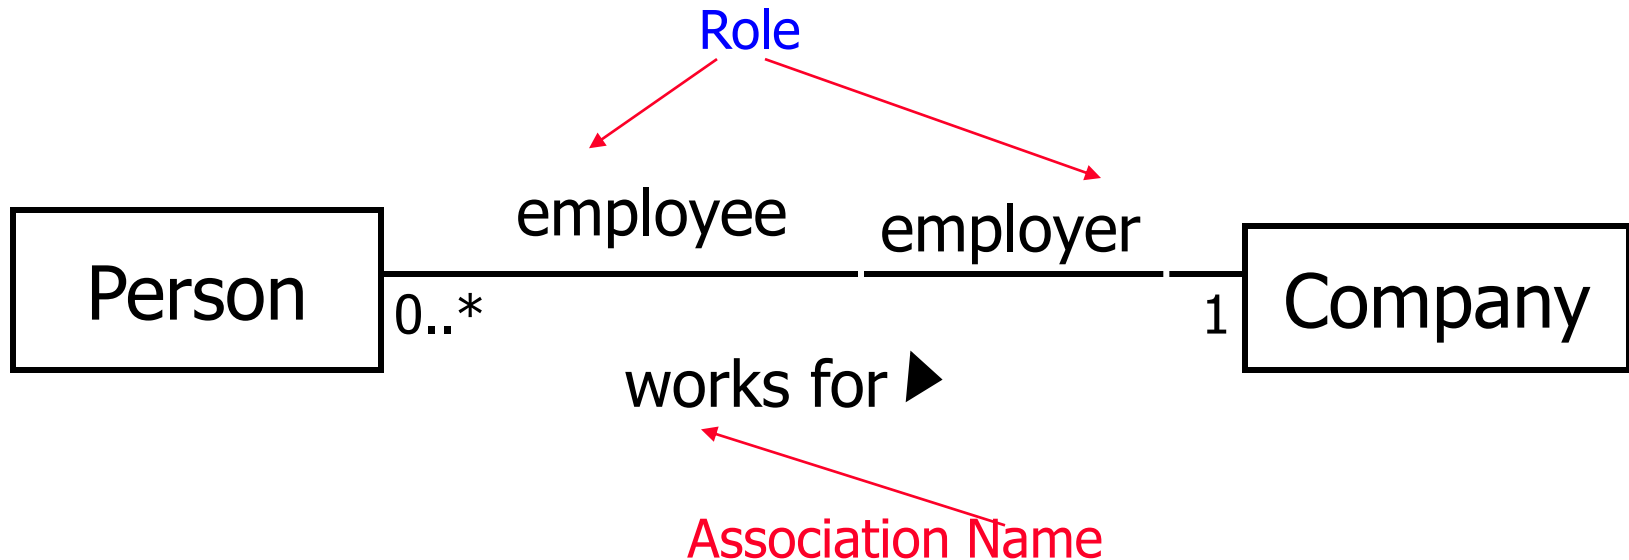 Role
employee
employer
Person
Company
0..*
1
works for
Association Name